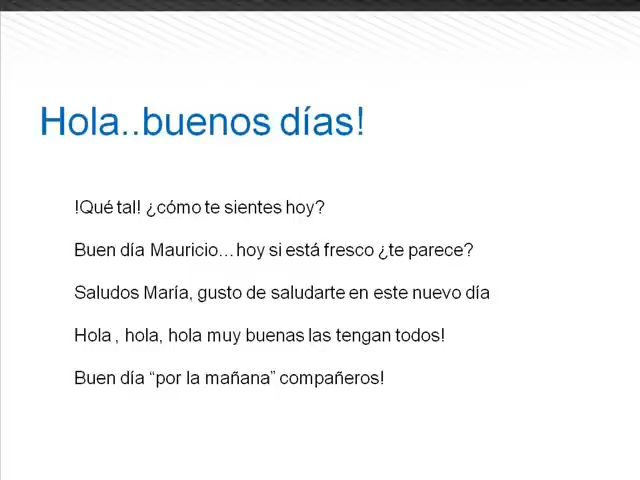 Hola..buenos días!
!Qué tal! ¿cómo te sientes hoy?
Buen día Mauricio…hoy si está fresco ¿te parece?
Saludos María, gusto de saludarte en este nuevo día
Hola , hola, hola muy buenas las tengan todos!
Buen día “por la mañana” compañeros!